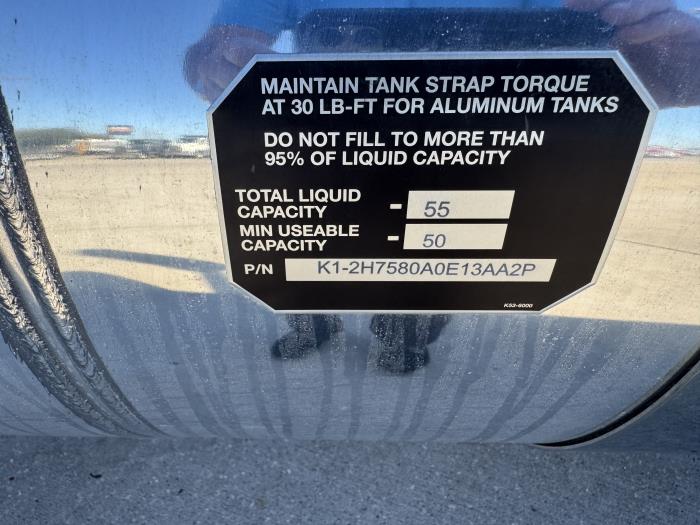 MAINTAIN TANK STRAP TORQUE
AT 30 LB-FT FOR ALUMINUM TANKS
DO NOT FILL TO MORE THAN
95% OF LIQUID CAPACITY
TOTAL LIQUID
CAPACITY - 55
MIN USEABLE
CAPACITY - 50
P/N K1-2H7580A0E13AA2P
K53-6000